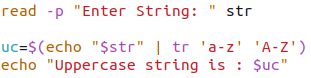 read -p "Enter String: " str
uc=$(echo "$str" | tr 'a-z' 'A-Z')
echo "Uppercase string is : $uc"